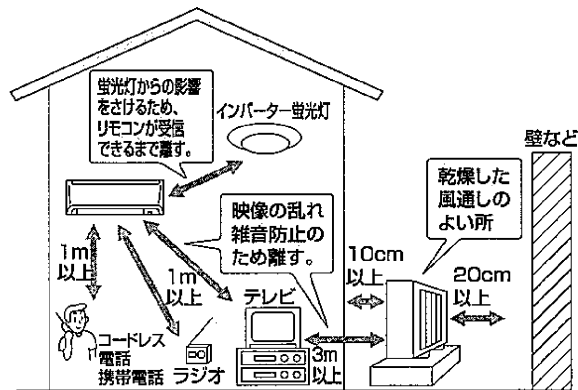 蛍光灯からの影響
をさけるため、
リモコンが受信
できるまで離す。
インバーター蛍光灯
壁など
乾燥した
風通しの
よい所
映像の乱れ
雑音防止の
ため離す。
1m
以上
1m
以上
10cm
以上
20cm
以上
テレビ
3m
以上
コードレス
電話
携帯電話
ラジオ